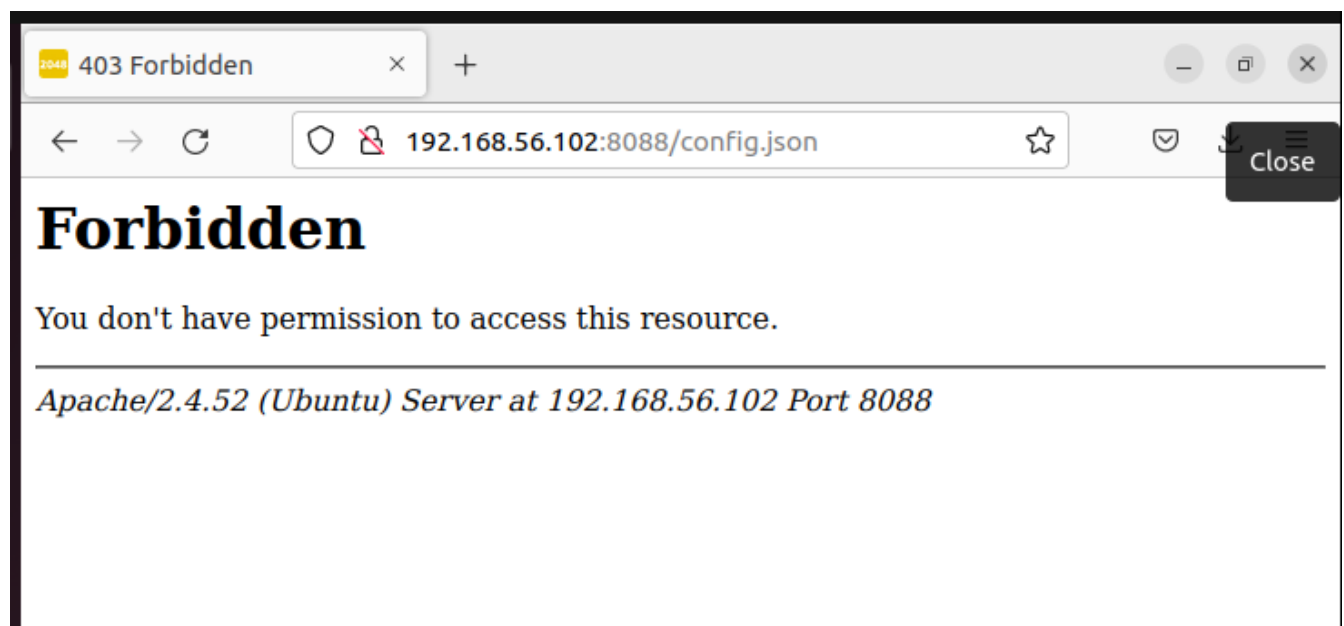 2048 403 Forbidden
192.168.56.102:8088/config.json
Close
Forbidden
You don't have permission to access this resource.
Apache/2.4.52 (Ubuntu) Server at 192.168.56.102 Port 8088